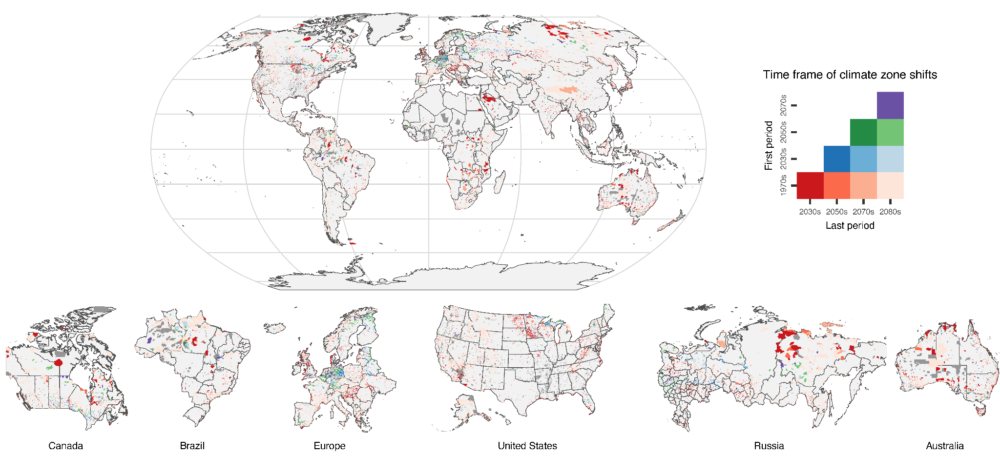 Time frame of climate zone shifts
First period
2070s
2050s
2030s
1970s
2030s 2050s 2070s 2080s
Last period
Canada
Brazil
Europe
United States
Russia
Australia